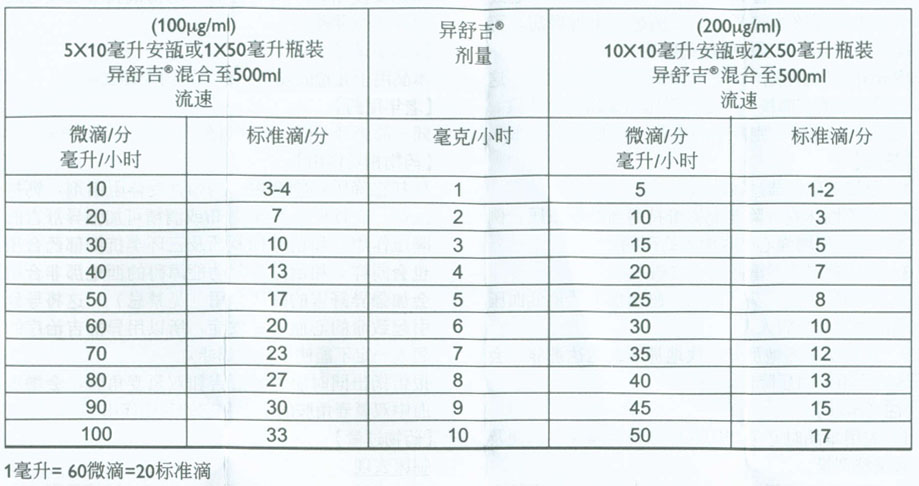 (100μg/ml)
5X10毫升安瓿或1X50毫升瓶装
异舒吉®混合至500ml
流速
异舒吉®
剂量
(200μg/ml)
10X10毫升安瓿或2X50毫升瓶装
异舒吉®混合至500ml
流速
微滴/分
毫升/小时
标准滴/分
毫克/小时
微滴/分
毫升/小时
标准滴/分
10 3-4 1 5 1-2
20 7 2 10 3
30 10 3 15 5
40 13 4 20 7
50 17 5 25 8
60 20 6 30 10
70 23 7 35 12
80 27 8 40 13
90 30 9 45 15
100 33 10 50 17
1毫升= 60微滴=20标准滴